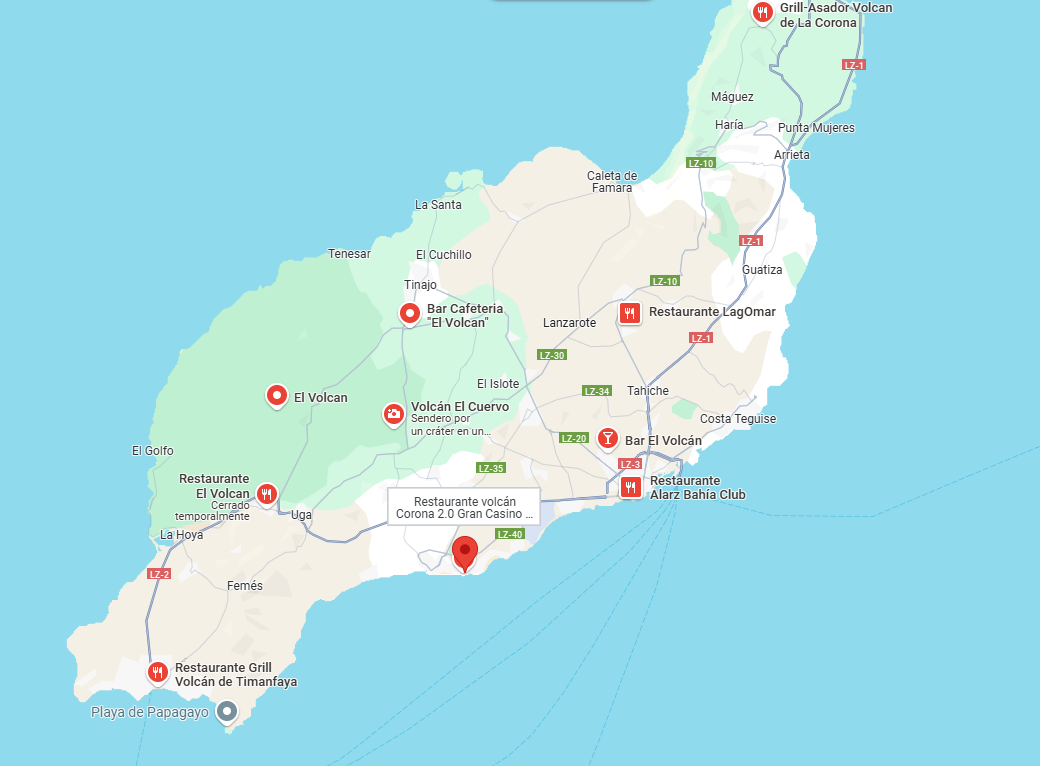 Grill-Asador Volcan
de La Corona
LZ-1
Máguez
Haría
Punta Mujeres
Arrieta
LZ-10
Caleta de
Famara
La Santa
LZ-1
Tenesar
El Cuchillo
Guatiza
Tinajo
LZ-10
Bar Cafeteria
"El Volcan"
Lanzarote
Restaurante LagOmar
LZ-1
LZ-30
El Islote
LZ-34
Tahiche
El Volcan
Volcán El Cuervo
Sendero por
un cráter en un...
Costa Teguise
LZ-20
Bar El Volcán
El Golfo
LZ-3
LZ-35
Restaurante
El Volcan
Cerrado
temporalmente
Restaurante
Alarz Bahía Club
Restaurante volcán
Corona 2.0 Gran Casino ...
Uga
La Hoya
LZ-40
LZ-2
Femés
Restaurante Grill
Volcán de Timanfaya
Playa de Papagayo